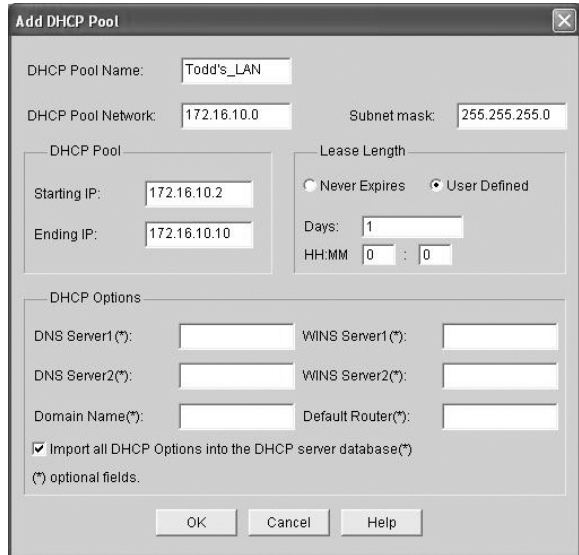 Add DHCP Pool
DHCP Pool Name: Todd's_LAN
DHCP Pool Network: 172.16.10.0 Subnet mask: 255.255.255.0
DHCP Pool
Starting IP: 172.16.10.2
Ending IP: 172.16.10.10
Lease Length
Never Expires User Defined
Days: 1
HH:MM 0 : 0
DHCP Options
DNS Server1(*): WINS Server1(*):
DNS Server2(*): WINS Server2(*):
Domain Name(*): Default Router(*):
Import all DHCP Options into the DHCP server database(*)
(*) optional fields.
OK Cancel Help